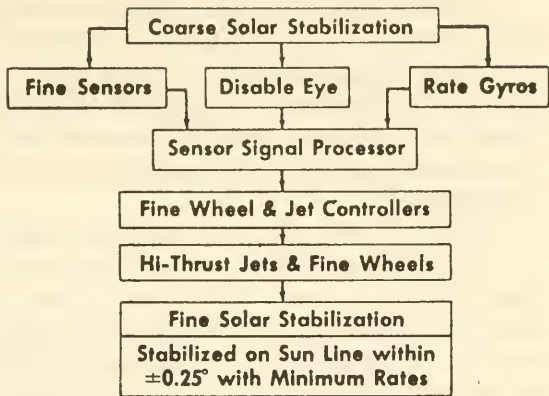 Coarse Solar Stabilization
Fine Sensors
Disable Eye
Rate Gyros
Sensor Signal Processor
Fine Wheel & Jet Controllers
Hi-Thrust Jets & Fine Wheels
Fine Solar Stabilization
Stabilized on Sun Line within
±0.25° with Minimum Rates